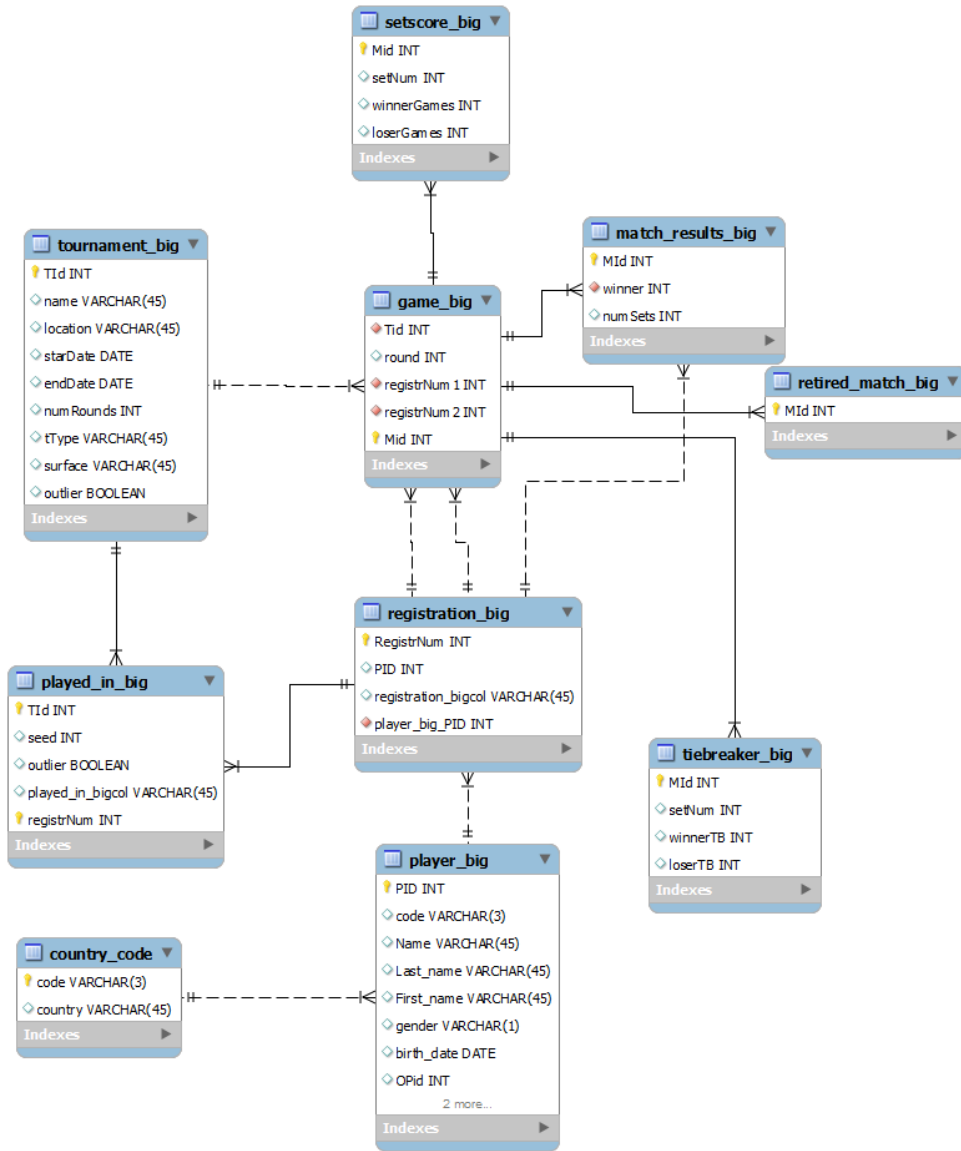 setscore_big
Mid INT
setNum INT
winnerGames INT
loserGames INT
Indexes
tournament_big
TId INT
name VARCHAR(45)
location VARCHAR(45)
starDate DATE
endDate DATE
numRounds INT
tType VARCHAR(45)
surface VARCHAR(45)
outlier BOOLEAN
Indexes
game_big
Tid INT
round INT
registrNum1 INT
registrNum2 INT
Mid INT
Indexes
match_results_big
MId INT
winner INT
numSets INT
Indexes
retired_match_big
MId INT
Indexes
registration_big
RegistrNum INT
PID INT
registration_bigcol VARCHAR(45)
player_big_PID INT
Indexes
played_in_big
TId INT
seed INT
outlier BOOLEAN
played_in_bigcol VARCHAR(45)
registrNum INT
Indexes
tiebreaker_big
MId INT
setNum INT
winnerTB INT
loserTB INT
Indexes
player_big
PID INT
code VARCHAR(3)
Name VARCHAR(45)
Last_name VARCHAR(45)
First_name VARCHAR(45)
gender VARCHAR(1)
birth_date DATE
OPid INT
2 more...
Indexes
country_code
code VARCHAR(3)
country VARCHAR(45)
Indexes